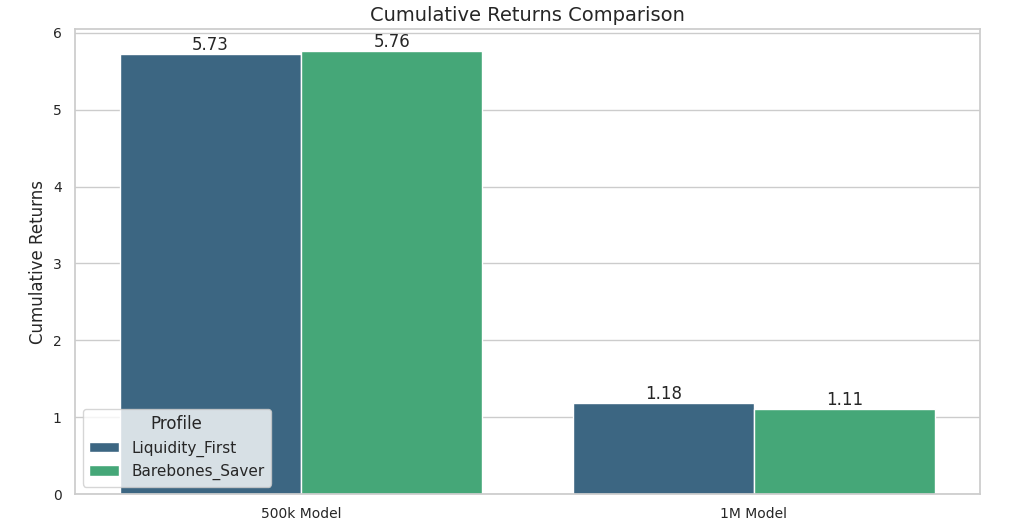 Cumulative Returns Comparison
Cumulative Returns
6
5
4
3
2
1
0
5.73
5.76
1.18
1.11
Profile
Liquidity_First
Barebones_Saver
500k Model
1M Model